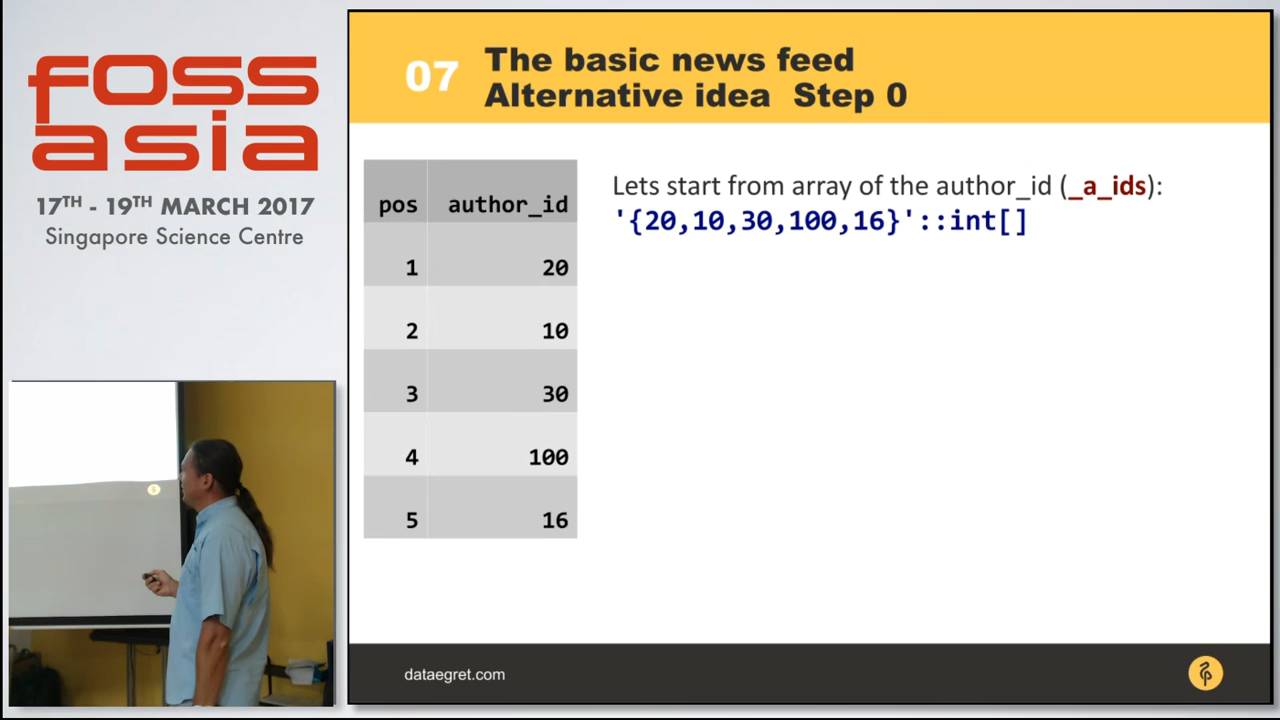 foss
asia
17TH - 19TH MARCH 2017
Singapore Science Centre
07
The basic news feed
Alternative idea Step 0
pos author_id
1 20
2 10
3 30
4 100
5 16
Lets start from array of the author_id (_a_ids):
'{20,10,30,100,16}'::int[]
dataegret.com